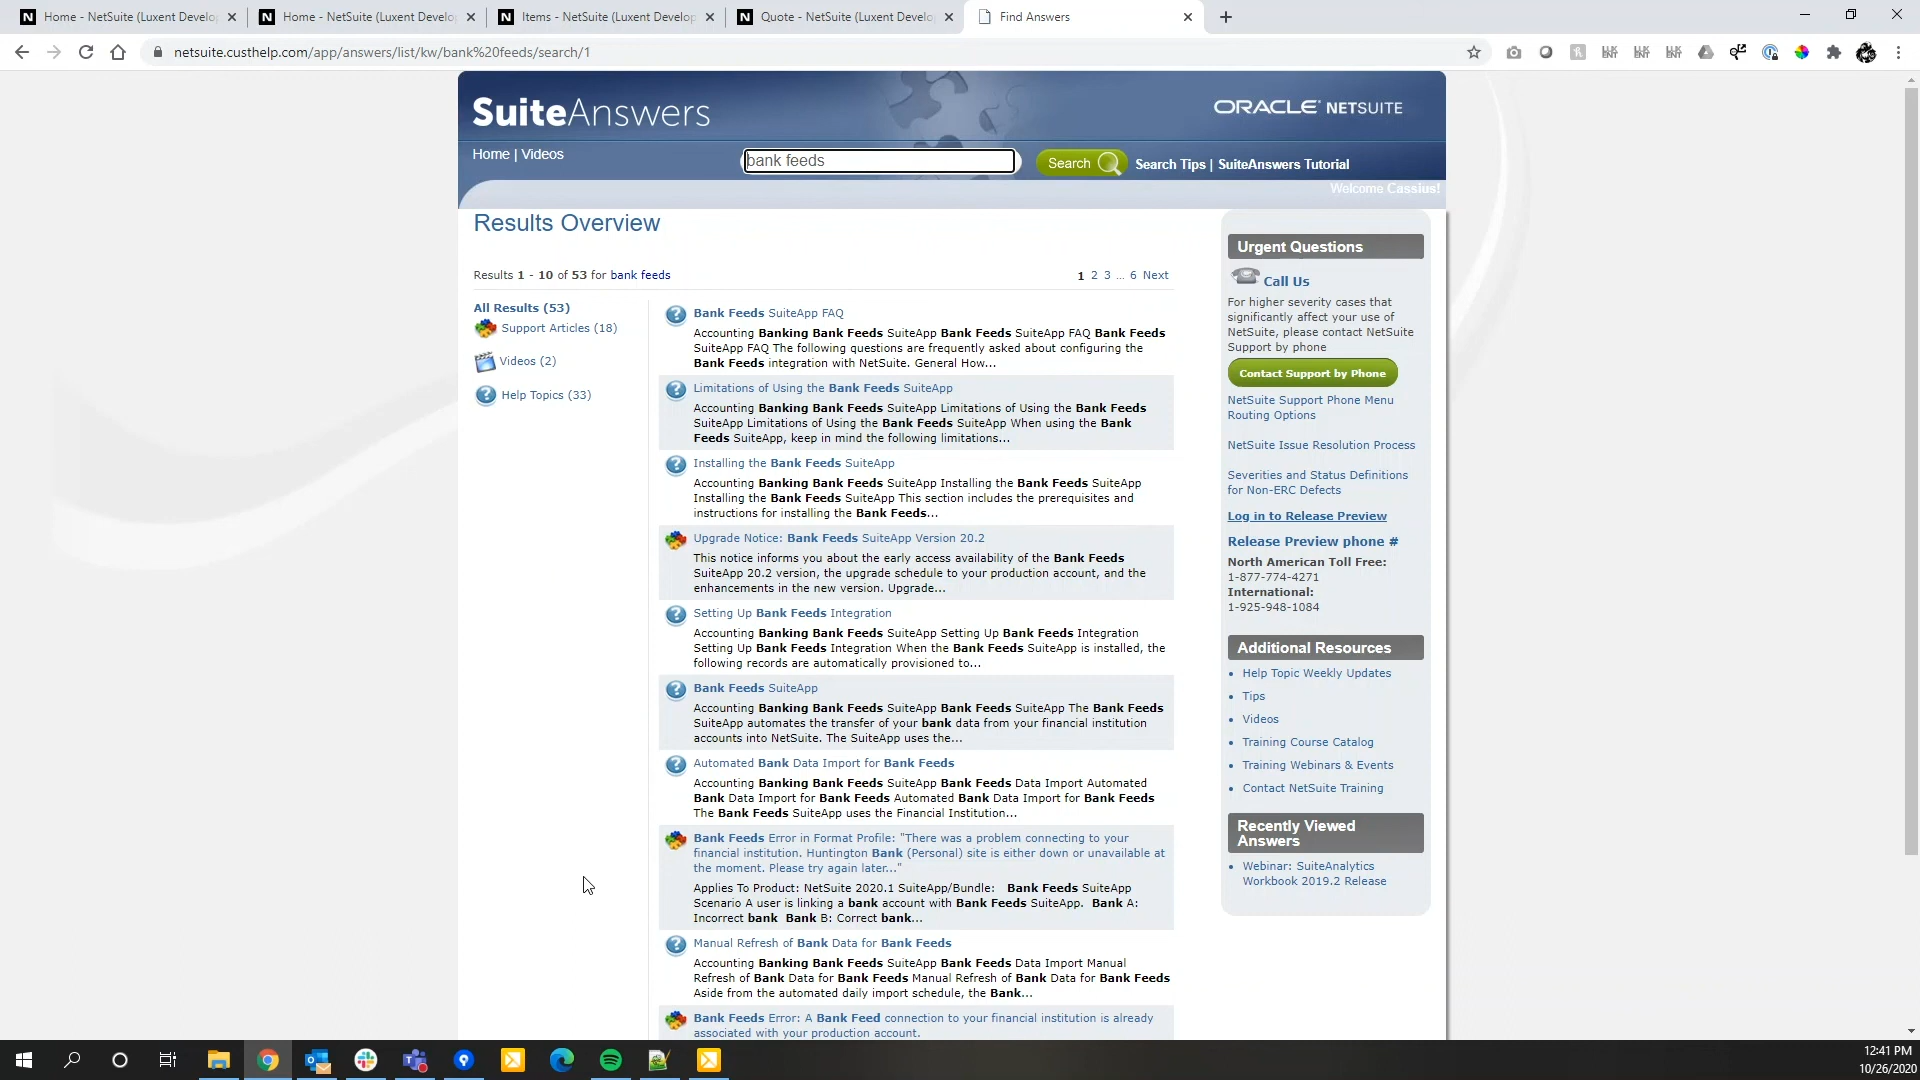 Home - NetSuite (Luxent Develop
Home - NetSuite (Luxent Develop
Items - NetSuite (Luxent Develop
Quote - NetSuite (Luxent Develo
Find Answers
netsuite.custhelp.com/app/answers/list/kw/bank%20feeds/search/1
SuiteAnswers
ORACLE NETSUITE
Home | Videos
bank feeds
Search
Search Tips | SuiteAnswers Tutorial
Welcome Cassius!
Results Overview
Results 1 - 10 of 53 for bank feeds
1 2 3 ... 6 Next
All Results (53)
Support Articles (18)
Videos (2)
Help Topics (33)
Bank Feeds SuiteApp FAQ
Accounting Banking Bank Feeds SuiteApp Bank Feeds SuiteApp FAQ Bank Feeds
SuiteApp FAQ The following questions are frequently asked about configuring the
Bank Feeds integration with NetSuite. General How...
Limitations of Using the Bank Feeds SuiteApp
Accounting Banking Bank Feeds SuiteApp Limitations of Using the Bank Feeds
SuiteApp Limitations of Using the Bank Feeds SuiteApp When using the Bank
Feeds SuiteApp, keep in mind the following limitations...
Installing the Bank Feeds SuiteApp
Accounting Banking Bank Feeds SuiteApp Installing the Bank Feeds SuiteApp
Installing the Bank Feeds SuiteApp This section includes the prerequisites and
instructions for installing the Bank Feeds...
Upgrade Notice: Bank Feeds SuiteApp Version 20.2
This notice informs you about the early access availability of the Bank Feeds
SuiteApp 20.2 version, the upgrade schedule to your production account, and the
enhancements in the new version. Upgrade...
Setting Up Bank Feeds Integration
Accounting Banking Bank Feeds SuiteApp Setting Up Bank Feeds Integration
Setting Up Bank Feeds Integration When the Bank Feeds SuiteApp is installed, the
following records are automatically provisioned to...
Bank Feeds SuiteApp
Accounting Banking Bank Feeds SuiteApp Bank Feeds SuiteApp The Bank Feeds
SuiteApp automates the transfer of your bank data from your financial institution
accounts into NetSuite. The SuiteApp uses the...
Automated Bank Data Import for Bank Feeds
Accounting Banking Bank Feeds SuiteApp Bank Feeds Data Import Automated
Bank Data Import for Bank Feeds Automated Bank Data Import for Bank Feeds
The Bank Feeds SuiteApp uses the Financial Institution...
Bank Feeds Error in Format Profile: "There was a problem connecting to your
financial institution. Huntington Bank (Personal) site is either down or unavailable at
the moment. Please try again later..."
Applies To Product: NetSuite 2020.1 SuiteApp/Bundle: Bank Feeds SuiteApp
Scenario A user is linking a bank account with Bank Feeds SuiteApp. Bank A:
Incorrect bank Bank B: Correct bank...
Manual Refresh of Bank Data for Bank Feeds
Accounting Banking Bank Feeds SuiteApp Bank Feeds Data Import Manual
Refresh of Bank Data for Bank Feeds Manual Refresh of Bank Data for Bank Feeds
Aside from the automated daily import schedule, the Bank...
Bank Feeds Error: A Bank Feed connection to your financial institution is already
associated with your production account.
Urgent Questions
Call Us
For higher severity cases that
significantly affect your use of
NetSuite, please contact NetSuite
Support by phone
Contact Support by Phone
NetSuite Support Phone Menu
Routing Options
NetSuite Issue Resolution Process
Severities and Status Definitions
for Non-ERC Defects
Log in to Release Preview
Release Preview phone #
North American Toll Free:
1-877-774-4271
International:
1-925-948-1084
Additional Resources
Help Topic Weekly Updates
Tips
Videos
Training Course Catalog
Training Webinars & Events
Contact NetSuite Training
Recently Viewed
Answers
Webinar: SuiteAnalytics
Workbook 2019.2 Release
12:41 PM
10/26/2020